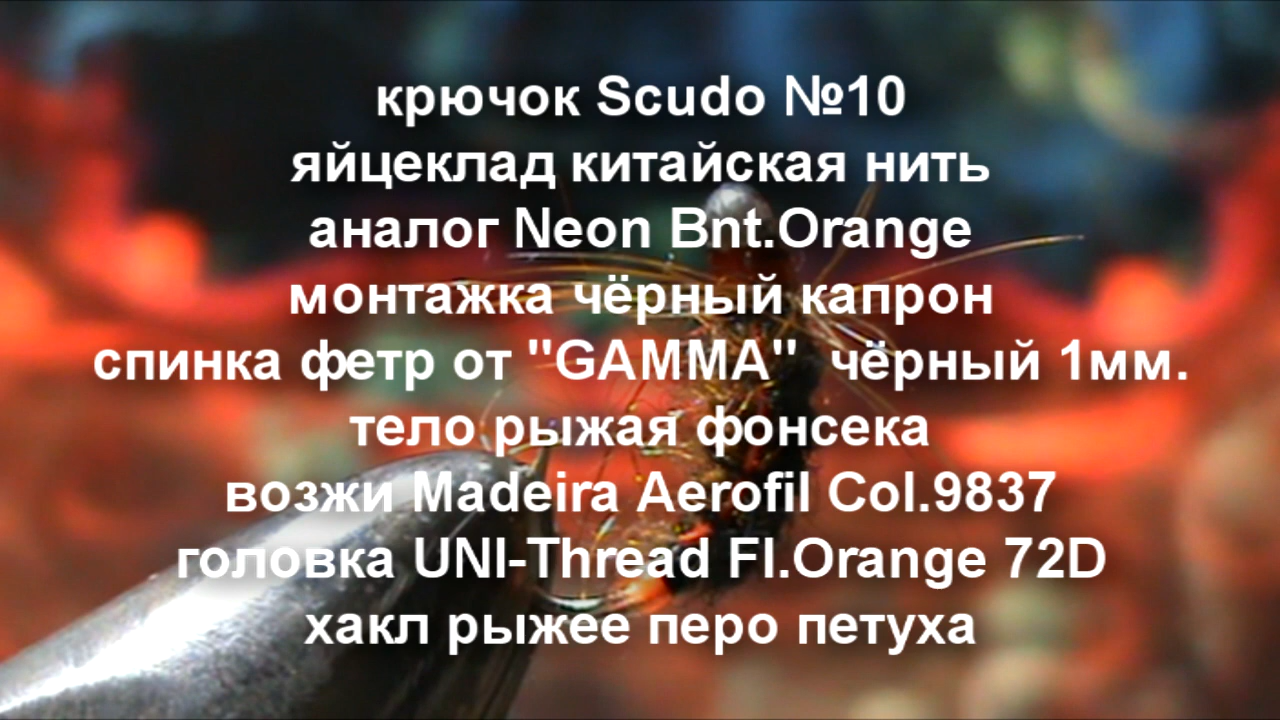 крючок Scudo №10
яйцеклад китайская нить
аналог Neon Bnt.Orange
монтажка чёрный капрон
спинка фетр от "GAMMA" чёрный 1мм.
тело рыжая фонсека
возжи Madeira Aerofil Col.9837
головка UNI-Thread Fl.Orange 72D
хакл рыжее перо петуха